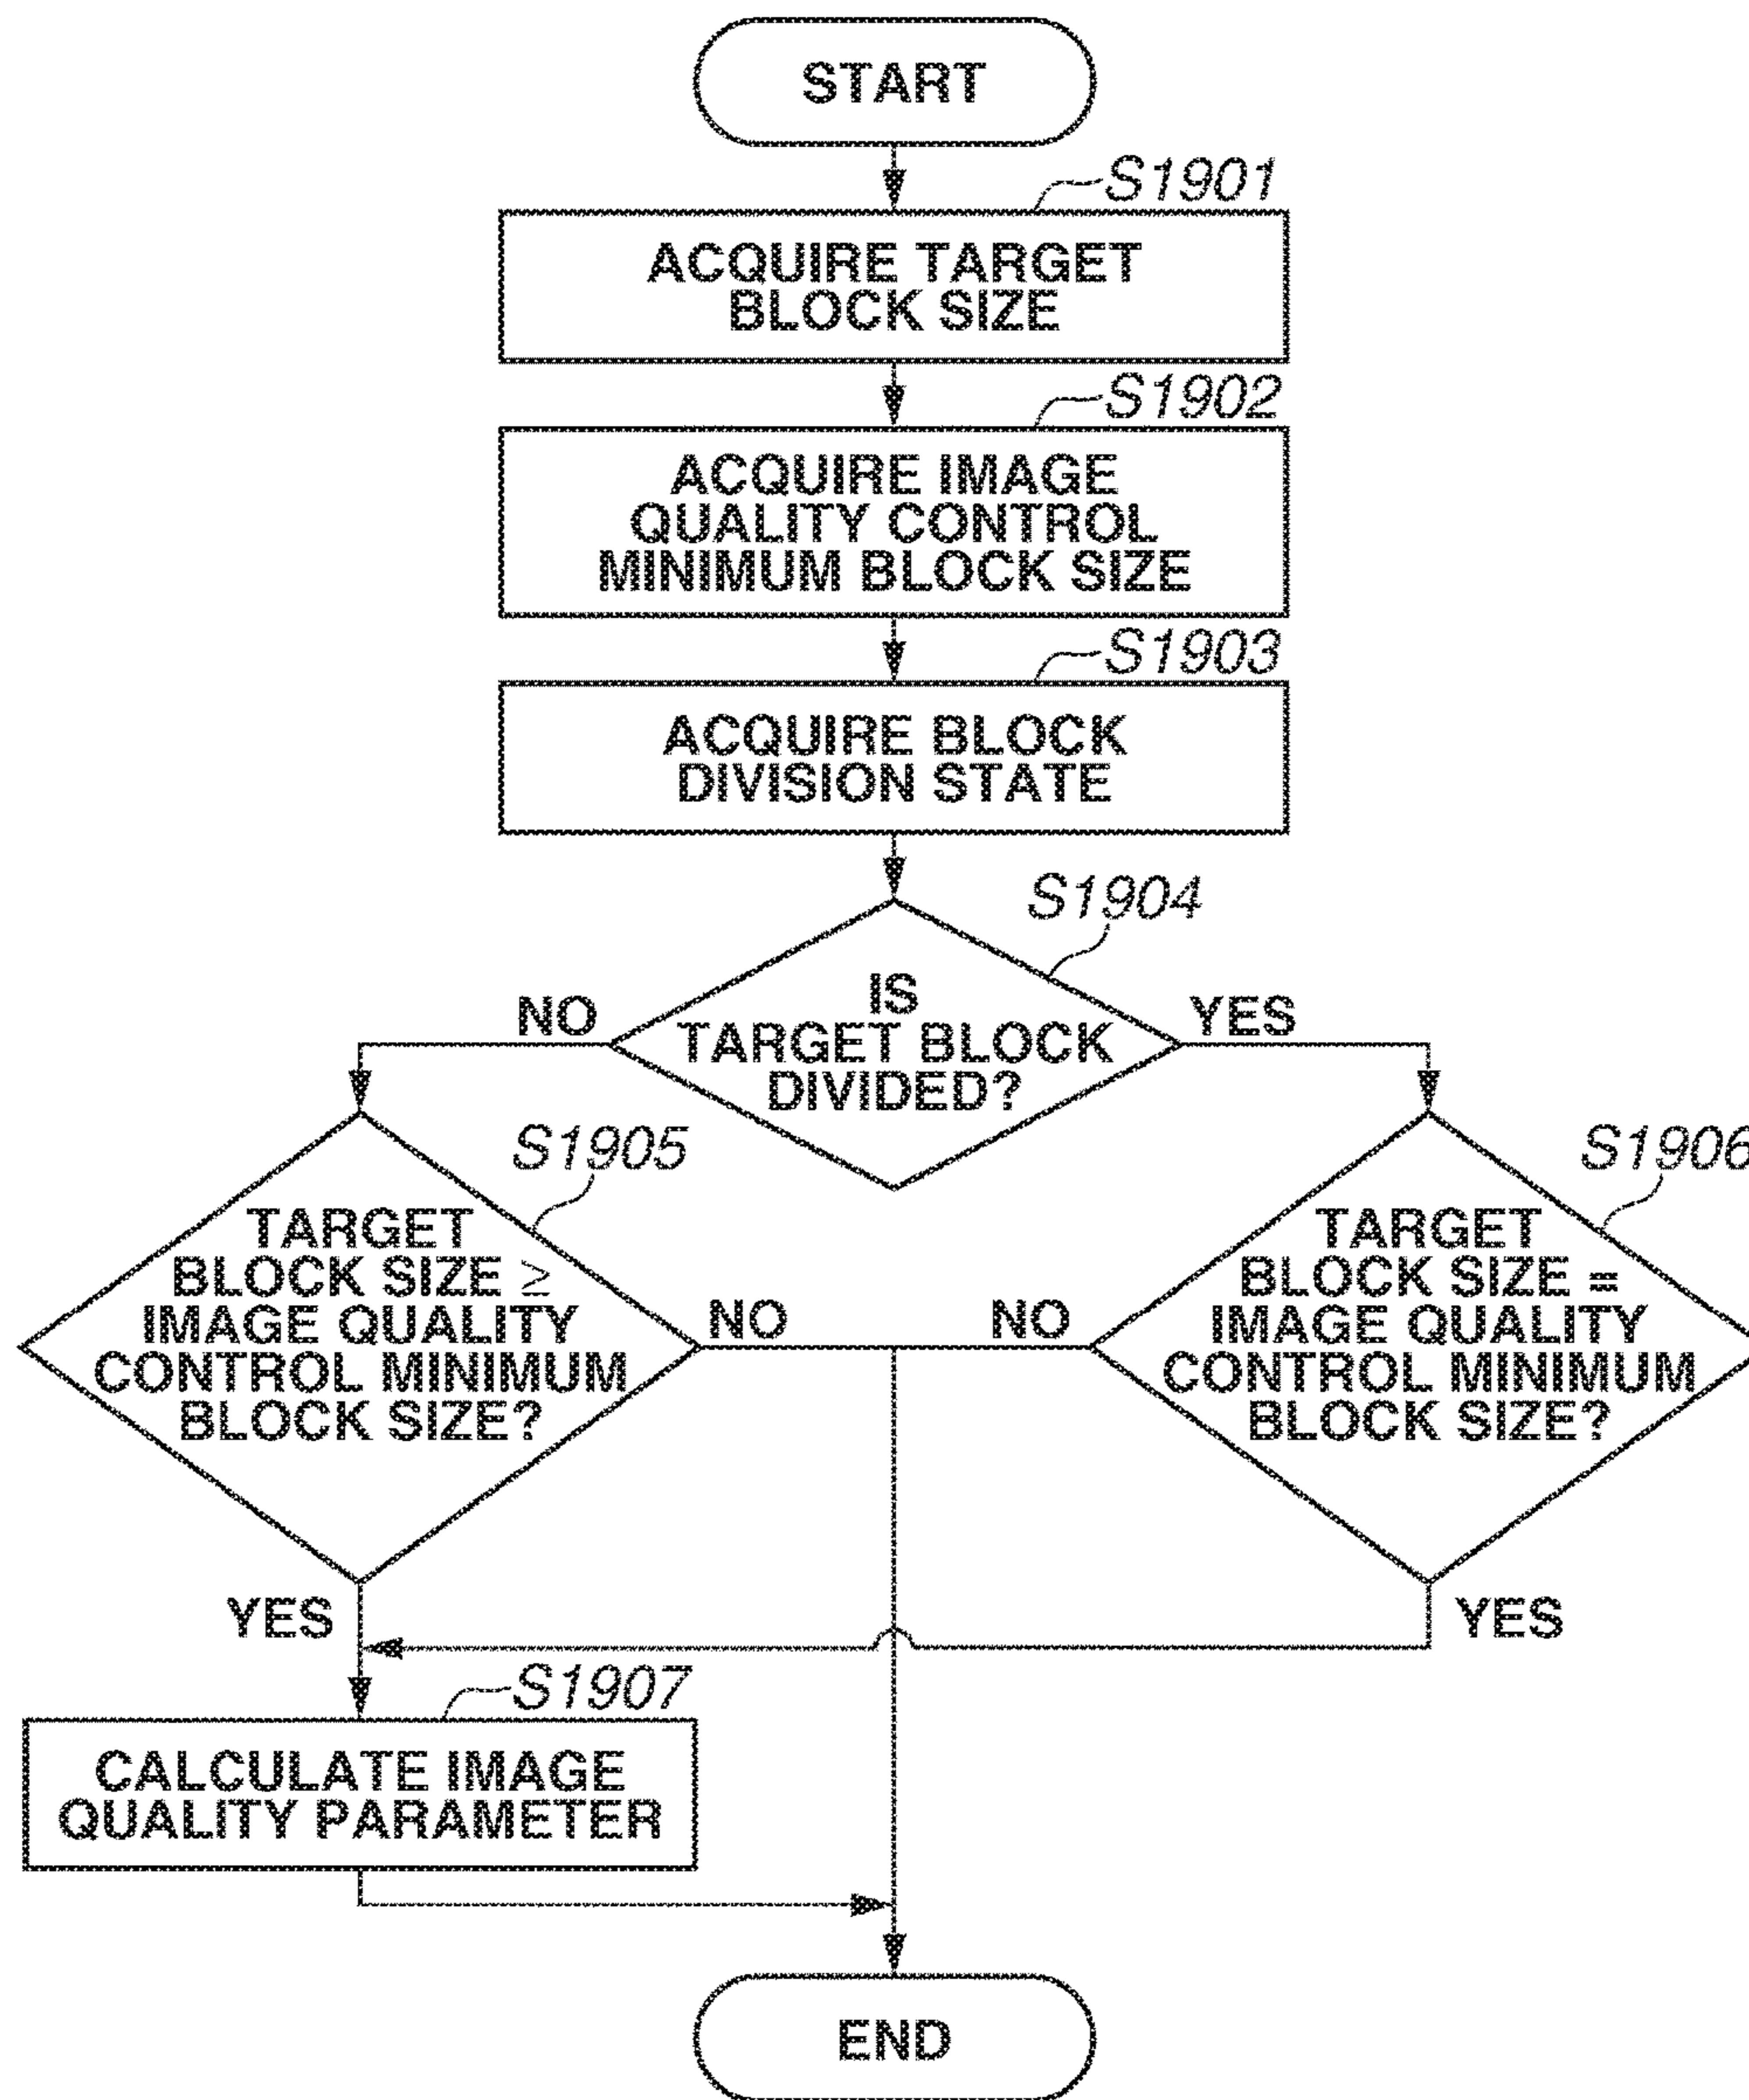 START
S1901
ACQUIRE TARGET
BLOCK SIZE
S1902
ACQUIRE IMAGE
QUALITY CONTROL
MINIMUM BLOCK SIZE
S1903
ACQUIRE BLOCK
DIVISION STATE
S1904
IS
TARGET BLOCK
DIVIDED?
NO
YES
S1905
TARGET
BLOCK SIZE ≥
IMAGE QUALITY
CONTROL MINIMUM
BLOCK SIZE?
NO
YES
S1906
TARGET
BLOCK SIZE =
IMAGE QUALITY
CONTROL MINIMUM
BLOCK SIZE?
NO
YES
S1907
CALCULATE IMAGE
QUALITY PARAMETER
END